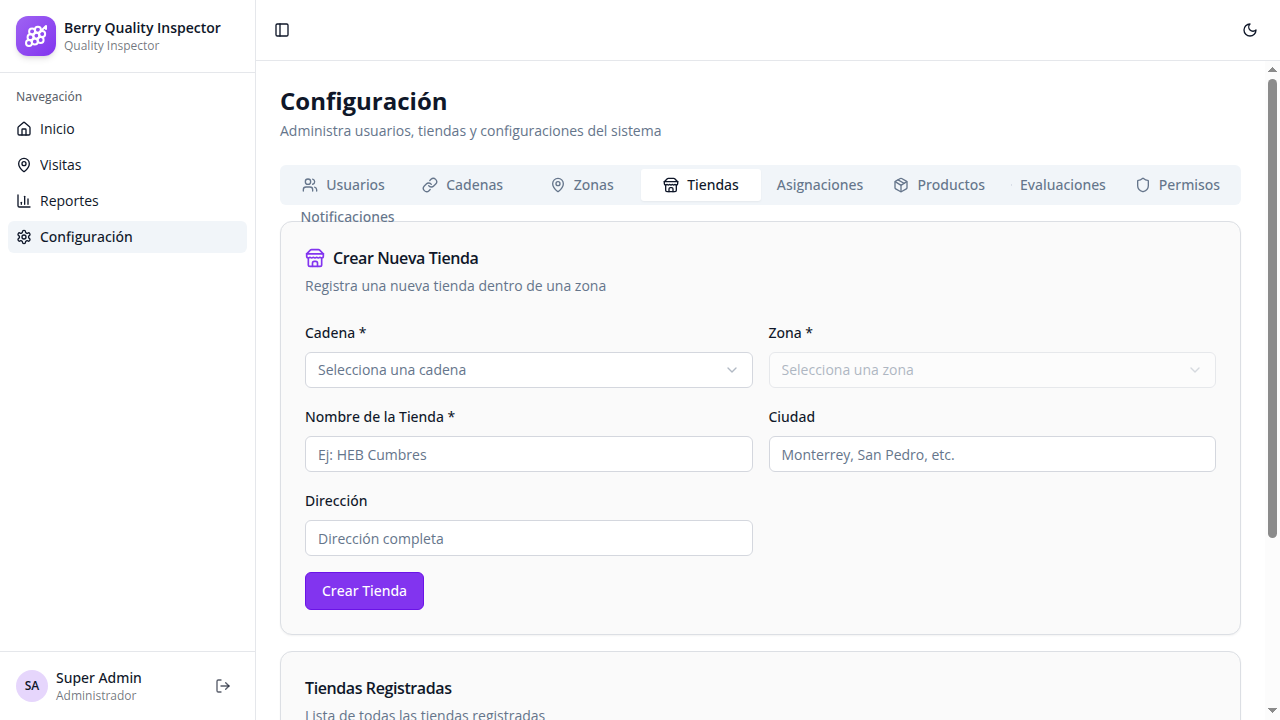 Berry Quality Inspector
Quality Inspector
Navegación
Inicio
Visitas
Reportes
Configuración
Configuración
Administra usuarios, tiendas y configuraciones del sistema
Usuarios
Cadenas
Zonas
Tiendas
Asignaciones
Productos
Evaluaciones
Permisos
Notificaciones
Crear Nueva Tienda
Registra una nueva tienda dentro de una zona
Cadena *
Zona *
Selecciona una cadena
Selecciona una zona
Nombre de la Tienda *
Ciudad
Ej: HEB Cumbres
Monterrey, San Pedro, etc.
Dirección
Dirección completa
Crear Tienda
Tiendas Registradas
Lista de todas las tiendas registradas
SA
Super Admin
Administrador